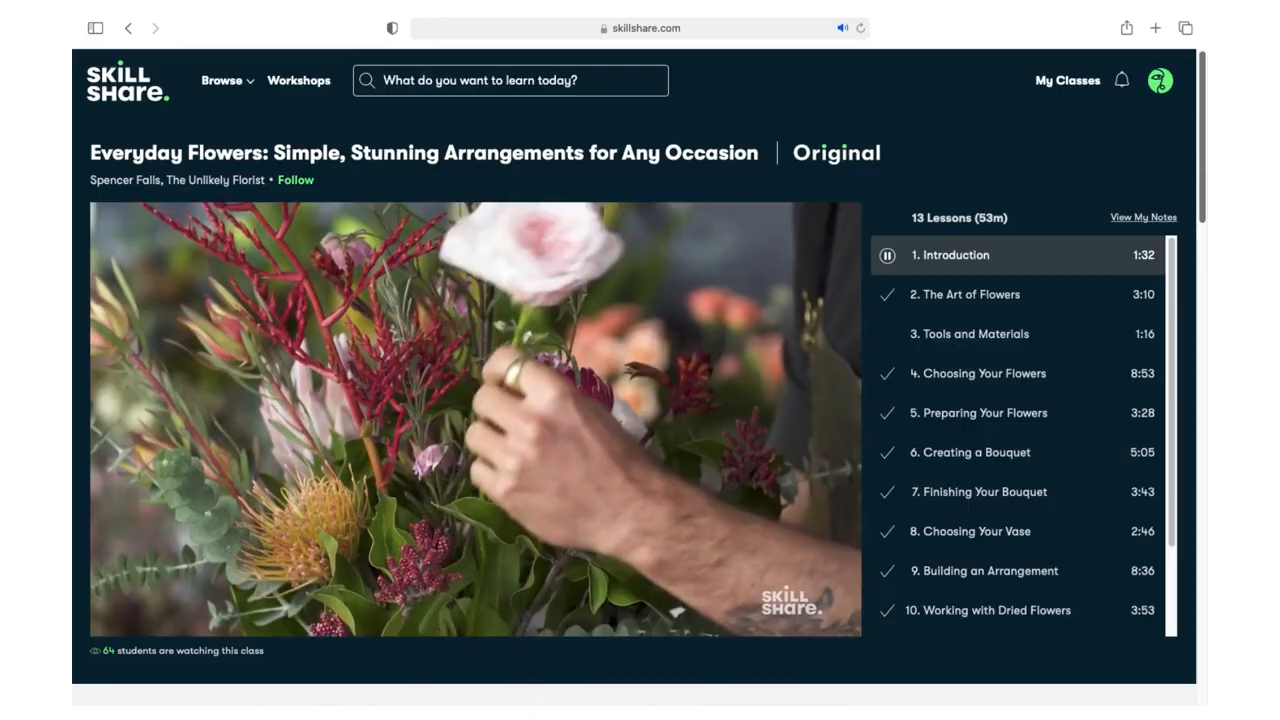 skillshare.com
SKiLL
SHare.
Browse
Workshops
What do you want to learn today?
My Classes
Everyday Flowers: Simple, Stunning Arrangements for Any Occasion | Original
Spencer Falls, The Unlikely Florist • Follow
13 Lessons (53m)
View My Notes
1. Introduction 1:32
2. The Art of Flowers 3:10
3. Tools and Materials 1:16
4. Choosing Your Flowers 8:53
5. Preparing Your Flowers 3:28
6. Creating a Bouquet 5:05
7. Finishing Your Bouquet 3:43
8. Choosing Your Vase 2:46
9. Building an Arrangement 8:36
10. Working with Dried Flowers 3:53
SKiLL
SHare.
64 students are watching this class